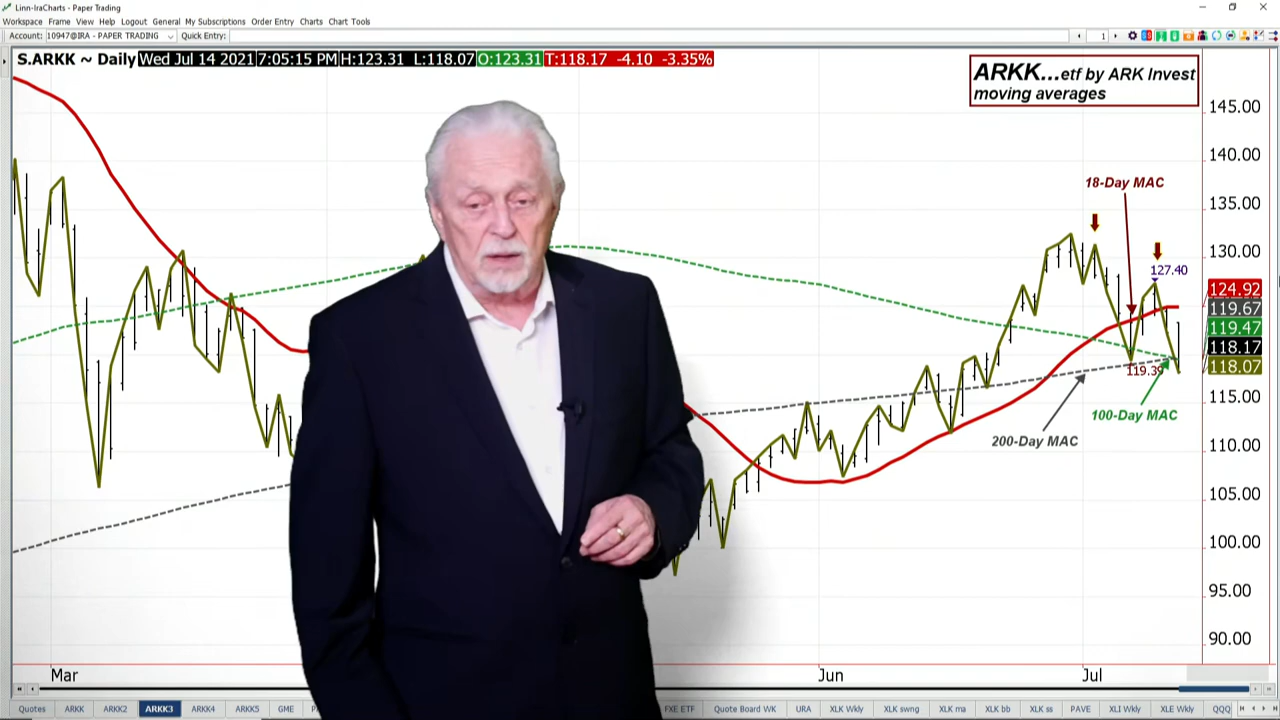 Linn-IraCharts - Paper Trading
Workspace Frame View Help Logout General My Subscriptions Order Entry Charts Chart Tools
Account: 10947@IRA - PAPER TRADING Quick Entry: 1
S.ARKK ~ Daily Wed Jul 14 2021 7:05:15 PM H:123.31 L:118.07 O:123.31 T:118.17 -4.10 -3.35%
ARKK...etf by ARK Invest
moving averages
145.00
140.00
135.00
130.00
124.92
119.67
119.47
118.17
118.07
115.00
110.00
105.00
100.00
95.00
90.00
18-Day MAC
127.40
119.39
100-Day MAC
200-Day MAC
Mar Jun Jul
Quotes ARKK ARKK2 ARKK3 ARKK4 ARKK5 GME FXE ETF Quote Board WK URA XLK Wkly XLK swng XLK ma XLK bb XLK ss PAVE XLI Wkly XLE Wkly QQQ